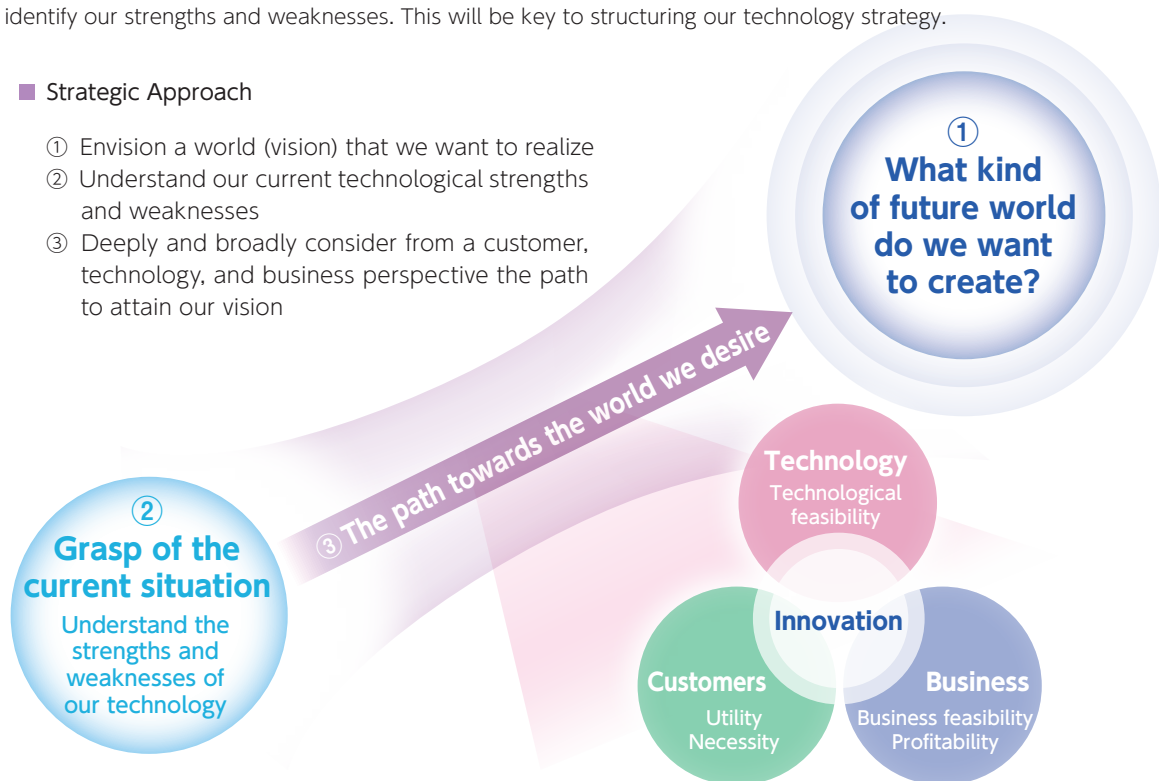 identify our strengths and weaknesses. This will be key to structuring our technology strategy.
■ Strategic Approach
① Envision a world (vision) that we want to realize
② Understand our current technological strengths
and weaknesses
③ Deeply and broadly consider from a customer,
technology, and business perspective the path
to attain our vision
①
What kind
of future world
do we want
to create?
③ The path towards the world we desire
②
Grasp of the
current situation
Understand the
strengths and
weaknesses of
our technology
Technology
Technological
feasibility
Innovation
Customers
Utility
Necessity
Business
Business feasibility
Profitability